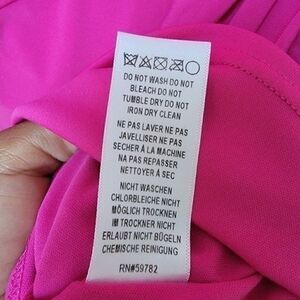 DO NOT WASH DO NOT
BLEACH DO NOT
TUMBLE DRY DO NOT
IRON DRY CLEAN
NE PAS LAVER NE PAS
JAVELLISER NE PAS
SECHER À LA MACHINE
NA PAS REPASSER
NETTOYER À SEC
NICHT WASCHEN
CHLORBLEICHE NICHT
MÖGLICH TROCKNEN
IM TROCKNER NICHT
ERLAUBT NICHT BÜGELN
CHEMISCHE REINIGUNG
RN#59782